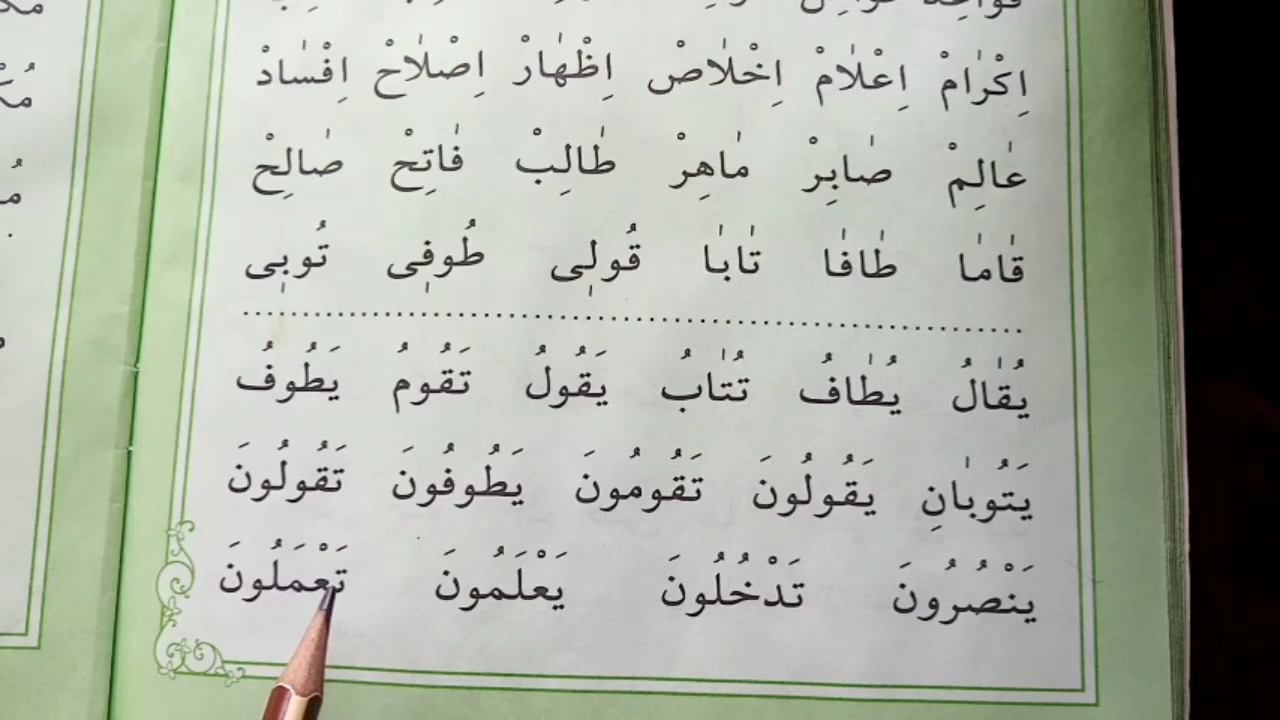 اِكْرٰامْ اِعْلٰامْ اِخْلٰاصْ اِظْهٰارْ اِصْلٰاحْ اِفْسٰادْ
عٰالِمْ صٰابِرْ مٰاهِرْ طٰالِبْ فٰاتِحْ صٰالِحْ
قٰامٰا طٰافٰا تٰابٰا قُولٖى طُوفٖى تُوبٖى
يُقٰالُ يُطٰافُ تُتٰابُ يَقُولُ تَقُومُ يَطُوفُ
يَتُوبٰانِ يَقُولُونَ تَقُومُونَ يَطُوفُونَ تَقُولُونَ
يَنْصُرُونَ تَدْخُلُونَ يَعْلَمُونَ تَعْمَلُونَ